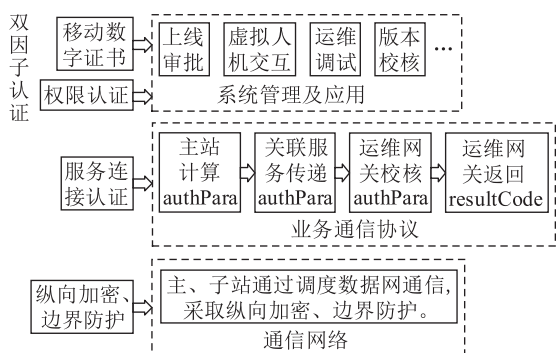 双因子认证
移动数
字证书
权限认证
上线
审批
虚拟人
机交互
运维
调试
版本
校核
…
系统管理及应用
服务连
接认证
主站
计算
authPara
关联服
务传递
authPara
运维网
关校核
authPara
运维网
关返回
resultCode
业务通信协议
纵向加密、
边界防护
主、子站通过调度数据网通信,
采取纵向加密、边界防护。
通信网络